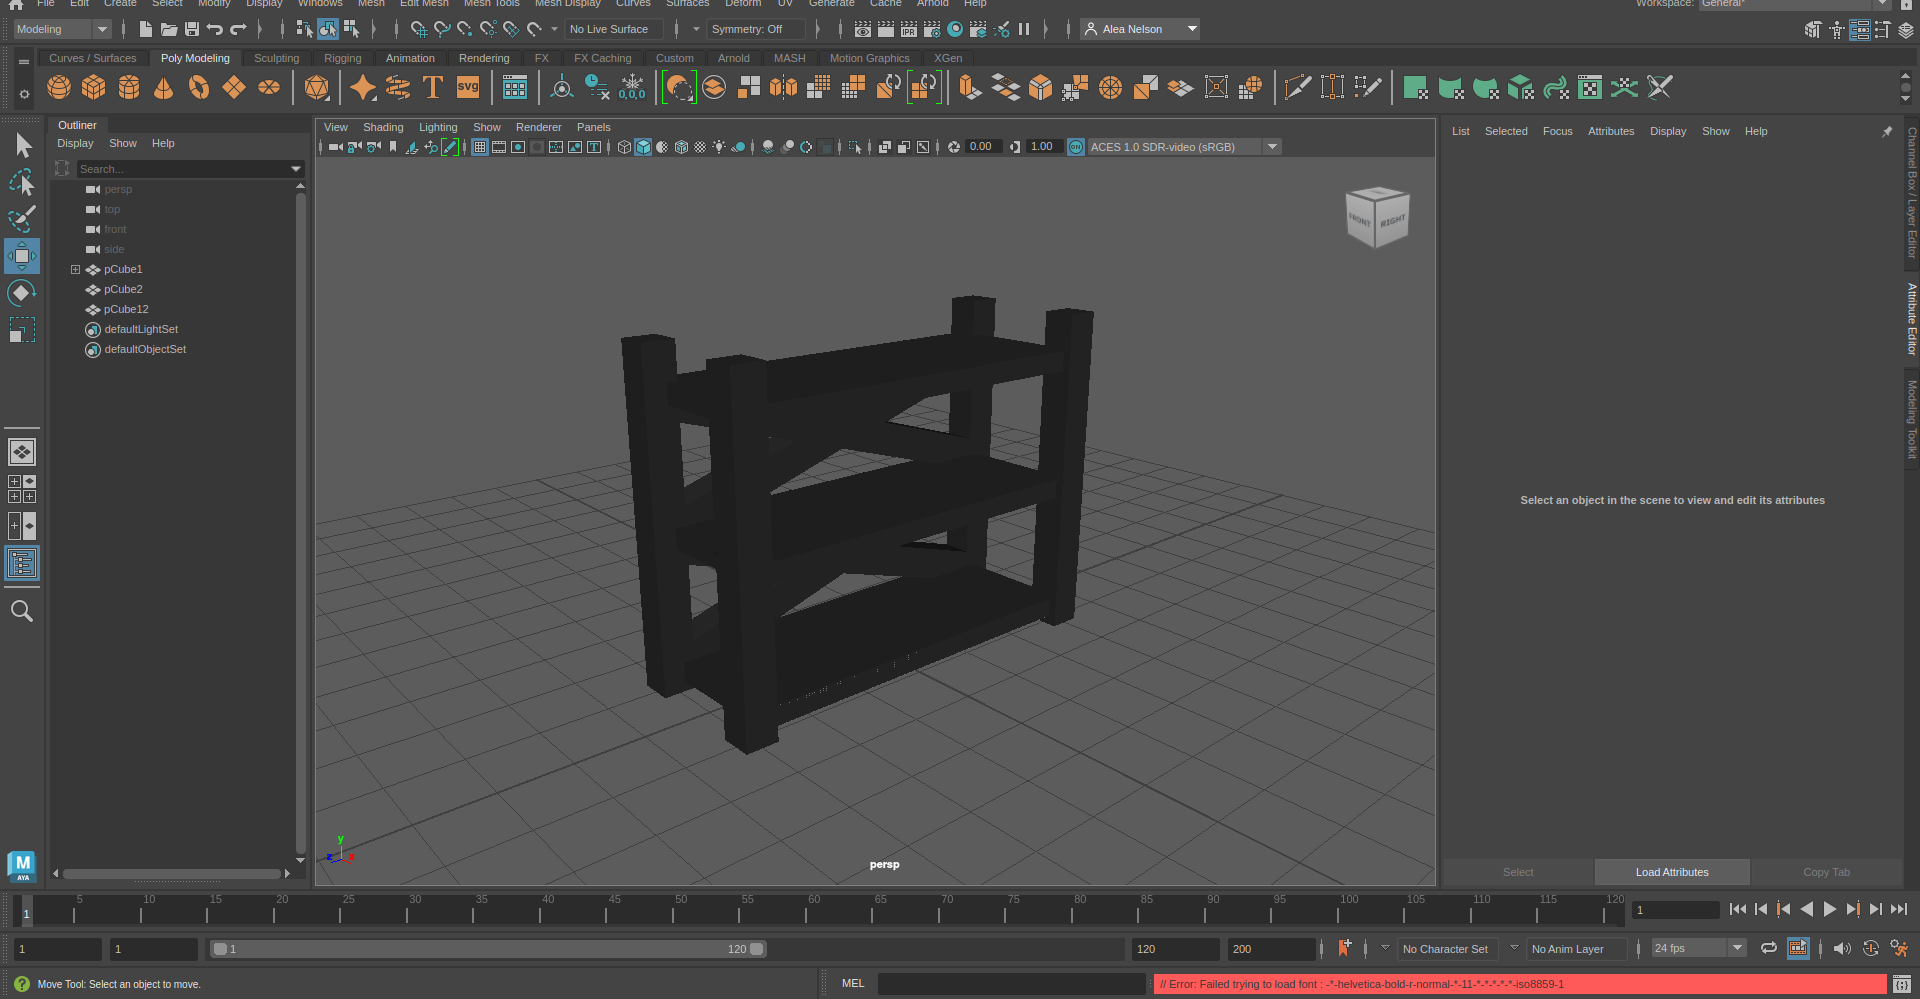 File Edit Create Select Modify Display Windows Mesh Edit Mesh Mesh Tools Mesh Display Curves Surfaces Deform UV Generate Cache Arnold Help Workspace: General*
Modeling No Live Surface Symmetry: Off Alea Nelson
Curves / Surfaces Poly Modeling Sculpting Rigging Animation Rendering FX FX Caching Custom Arnold MASH Motion Graphics XGen
T SVG 0,0,0
Outliner
Display Show Help
Search...
persp
top
front
side
pCube1
pCube2
pCube12
defaultLightSet
defaultObjectSet
View Shading Lighting Show Renderer Panels
0.00 1.00 ON ACES 1.0 SDR-video (sRGB)
FRONT RIGHT
y
z x
persp
List Selected Focus Attributes Display Show Help
Select an object in the scene to view and edit its attributes
Select Load Attributes Copy Tab
Channel Box / Layer Editor
Attribute Editor
Modeling Toolkit
M
AYA
1 5 10 15 20 25 30 35 40 45 50 55 60 65 70 75 80 85 90 95 100 105 110 115 120 1
1 1 1 120 120 200 No Character Set No Anim Layer 24 fps
Move Tool: Select an object to move. MEL // Error: Failed trying to load font : -*-helvetica-bold-r-normal-*-11-*-*-*-*-*-iso8859-1